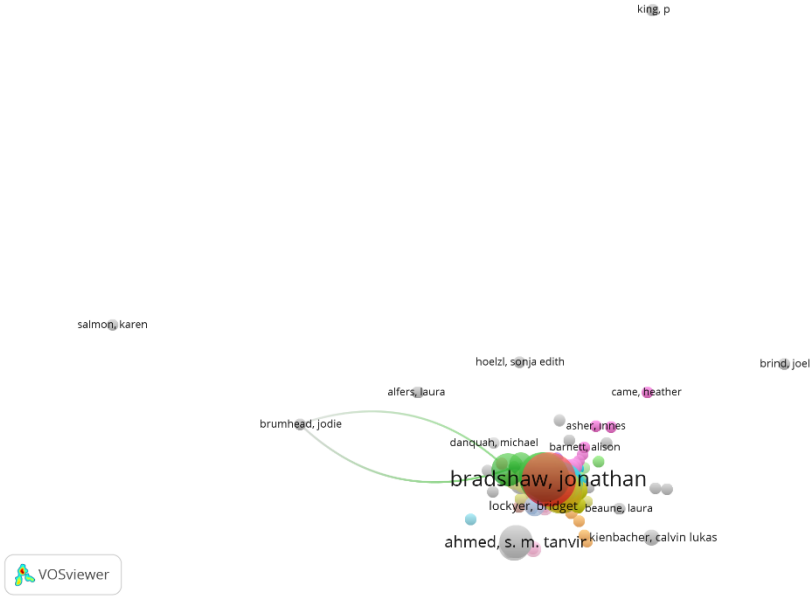 king, p
salmon, karen
hoelzl, sonja edith
brind, joel
alfers, laura
came, heather
brumhead, jodie
asher, innes
danquah, michael
barnett, alison
bradshaw, jonathan
lockyer, bridget
beaune, laura
ahmed, s. m. tanvir
kienbacher, calvin lukas
VOSviewer